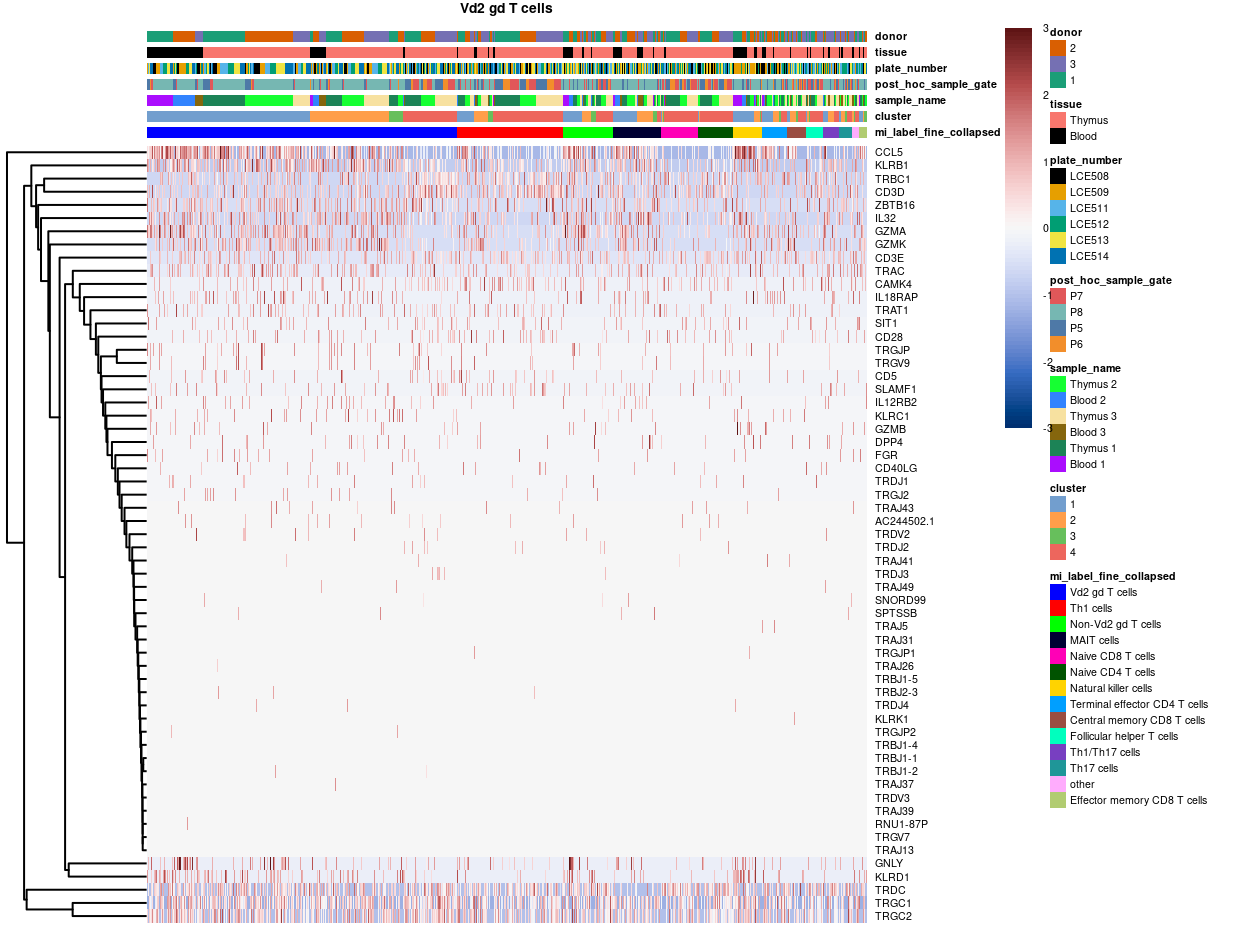 Vd2 gd T cells
donor
tissue
plate_number
post_hoc_sample_gate
sample_name
cluster
mi_label_fine_collapsed
CCL5
KLRB1
TRBC1
CD3D
ZBTB16
IL32
GZMA
GZMK
CD3E
TRAC
CAMK4
IL18RAP
TRAT1
SIT1
CD28
TRGJP
TRGV9
CD5
SLAMF1
IL12RB2
KLRC1
GZMB
DPP4
FGR
CD40LG
TRDJ1
TRGJ2
TRAJ43
AC244502.1
TRDV2
TRDJ2
TRAJ41
TRDJ3
TRAJ49
SNORD99
SPTSSB
TRAJ5
TRAJ31
TRGJP1
TRAJ26
TRBJ1-5
TRBJ2-3
TRDJ4
KLRK1
TRGJP2
TRBJ1-4
TRBJ1-1
TRBJ1-2
TRAJ37
TRDV3
TRAJ39
RNU1-87P
TRGV7
TRAJ13
GNLY
KLRD1
TRDC
TRGC1
TRGC2
3
2
1
0
-1
-2
-3
donor
2
3
1
tissue
Thymus
Blood
plate_number
LCE508
LCE509
LCE511
LCE512
LCE513
LCE514
post_hoc_sample_gate
P7
P8
P5
P6
sample_name
Thymus 2
Blood 2
Thymus 3
Blood 3
Thymus 1
Blood 1
cluster
1
2
3
4
mi_label_fine_collapsed
Vd2 gd T cells
Th1 cells
Non-Vd2 gd T cells
MAIT cells
Naive CD8 T cells
Naive CD4 T cells
Natural killer cells
Terminal effector CD4 T cells
Central memory CD8 T cells
Follicular helper T cells
Th1/Th17 cells
Th17 cells
other
Effector memory CD8 T cells